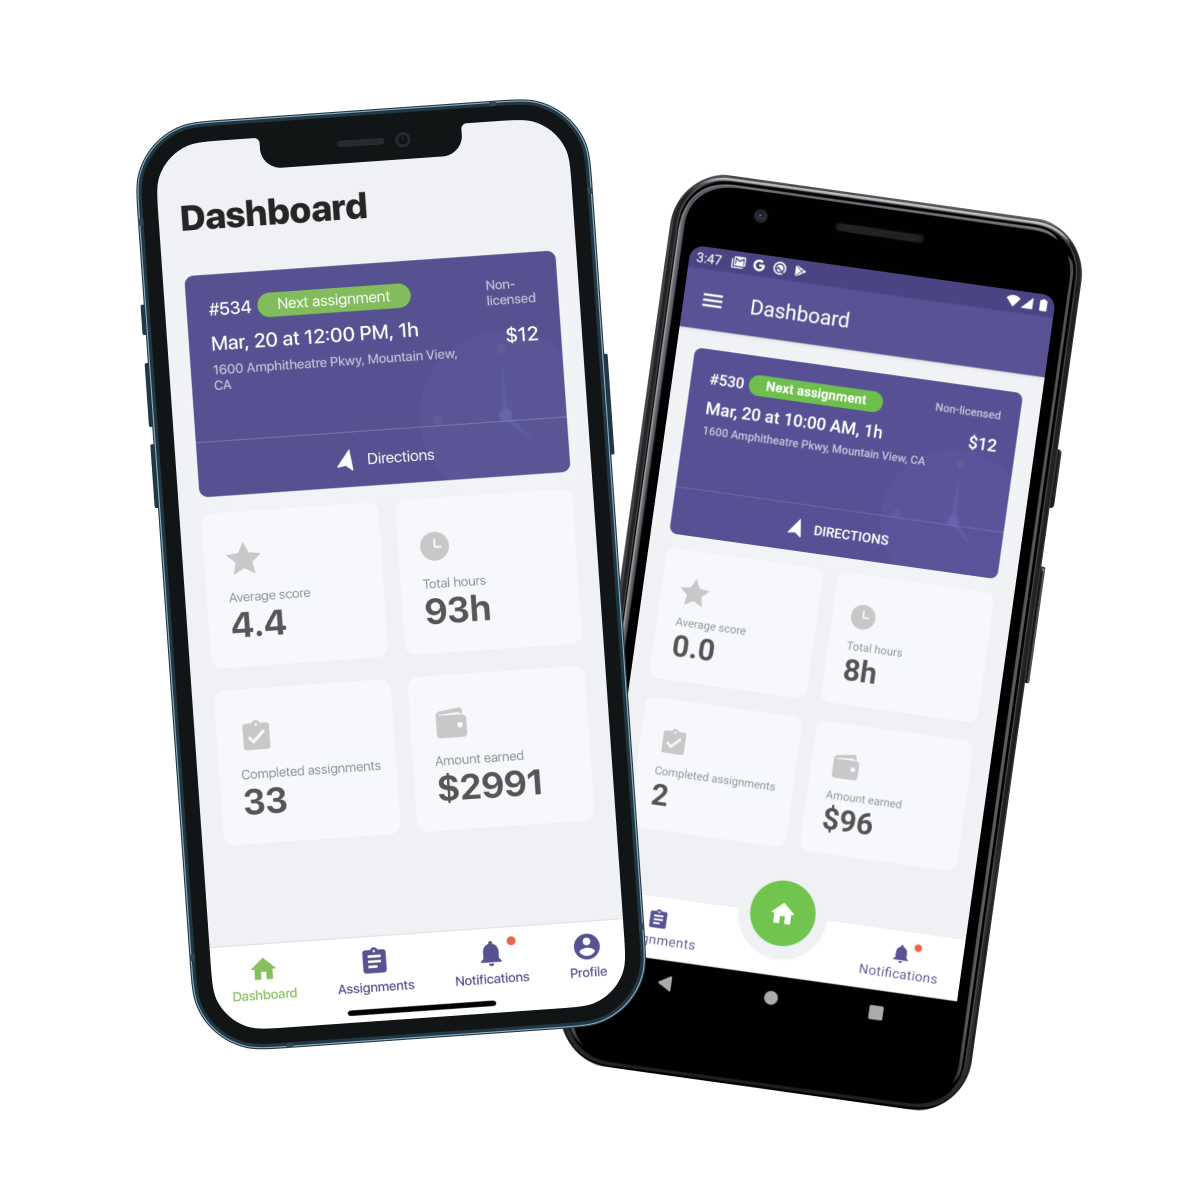 Dashboard
#534 Next assignment
Non-
licensed
Mar, 20 at 12:00 PM, 1h
$12
1600 Amphitheatre Pkwy, Mountain View,
CA
Directions
Average score
4.4
Total hours
93h
Completed assignments
33
Amount earned
$2991
Dashboard
Assignments
Notifications
Profile
3:47
Dashboard
#530 Next assignment
Non-licensed
Mar, 20 at 10:00 AM, 1h
$12
1600 Amphitheatre Pkwy, Mountain View, CA
DIRECTIONS
Average score
0.0
Total hours
8h
Completed assignments
2
Amount earned
$96
gnments
Notifications